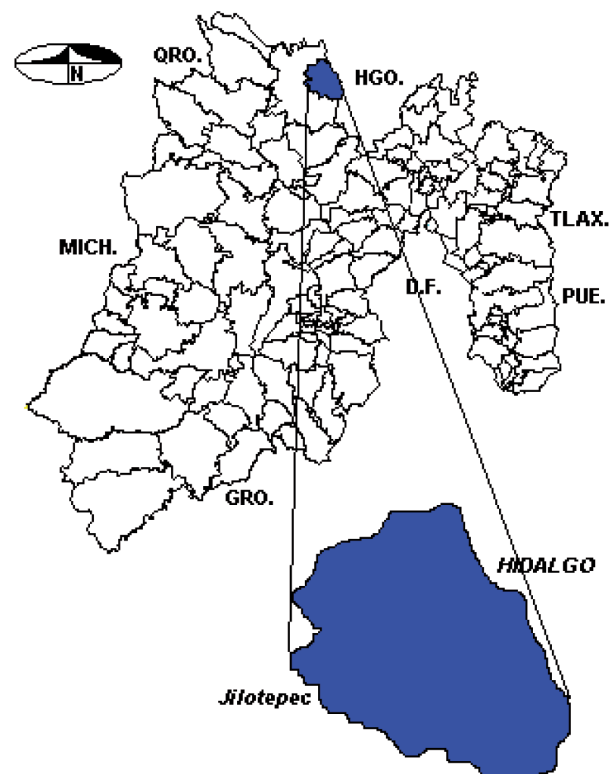 QRO.
HGO.
N
TLAX.
MICH.
D.F.
PUE.
GRO.
HIDALGO
Jilotepec